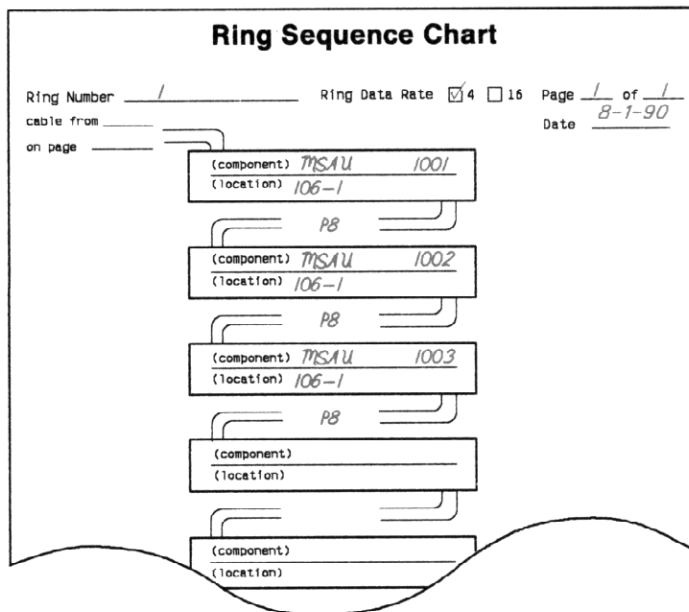 Ring Sequence Chart
Ring Number 1 Ring Data Rate ☑ 4 ☐ 16 Page 1 of 1
cable from Date 8-1-90
on page
(component) MSAU 1001
(location) 106-1
P8
(component) MSAU 1002
(location) 106-1
P8
(component) MSAU 1003
(location) 106-1
P8
(component)
(location)
(component)
(location)